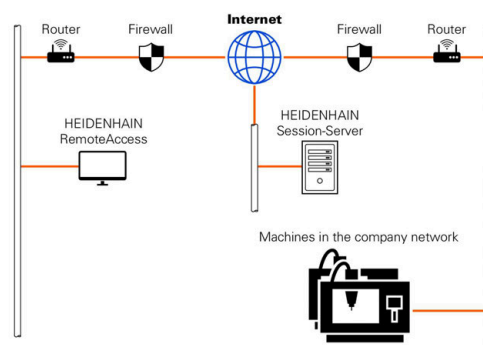 Internet
Router
Firewall
Firewall
Router
HEIDENHAIN
RemoteAccess
HEIDENHAIN
Session-Server
Machines in the company network